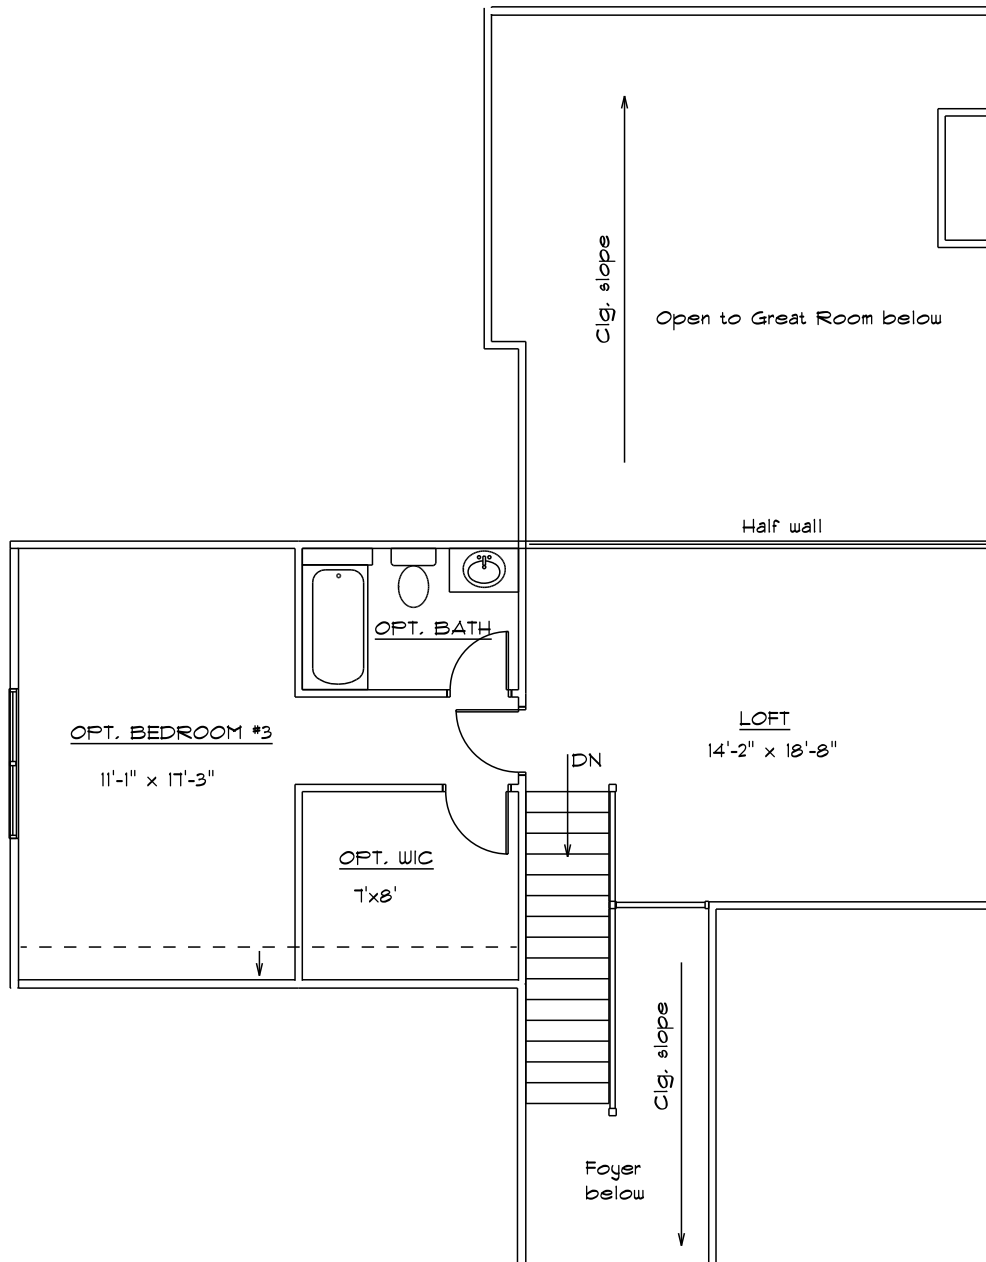 Clg. slope
Open to Great Room below
Half wall
OPT. BATH
OPT. BEDROOM #3
11'-1" x 17'-3"
LOFT
14'-2" x 18'-8"
DN
OPT. WIC
7'x8'
Clg. slope
Foyer
below